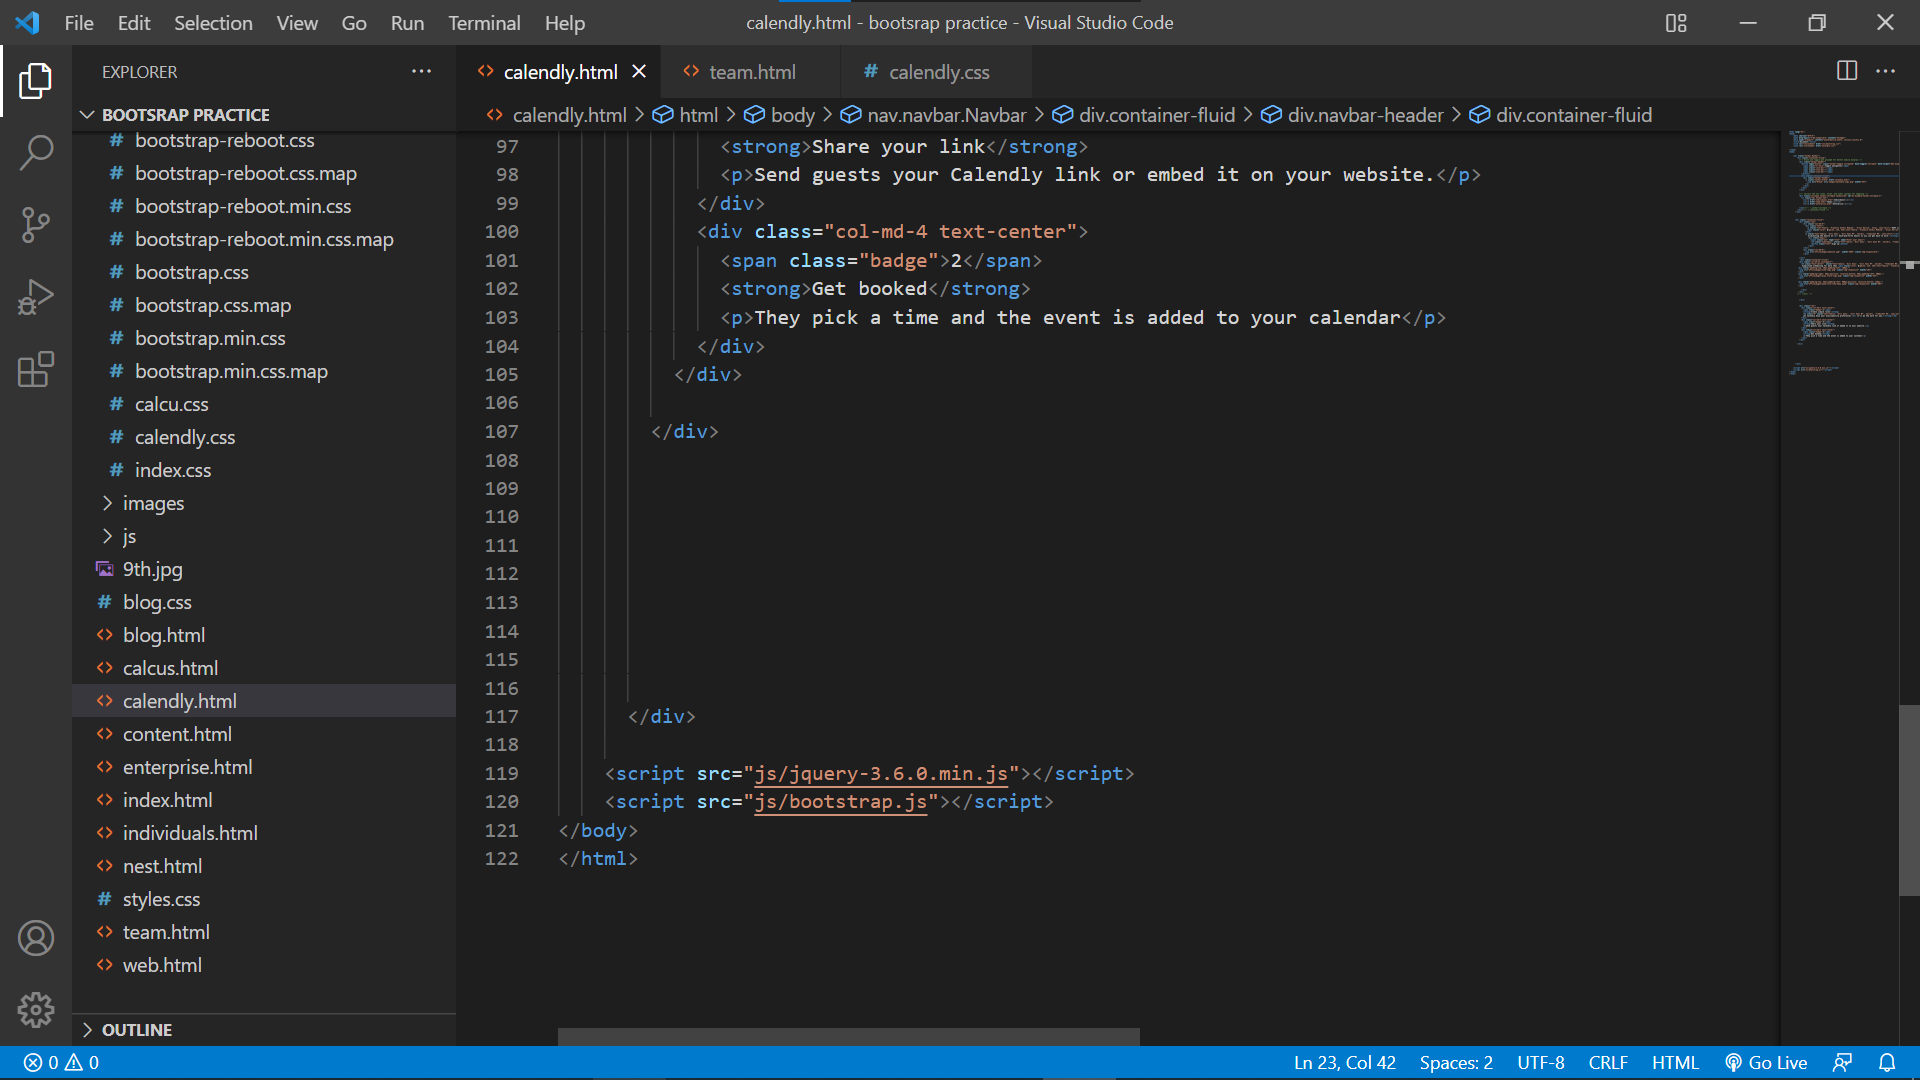 File Edit Selection View Go Run Terminal Help
calendly.html - bootsrap practice - Visual Studio Code
EXPLORER
BOOTSRAP PRACTICE
# bootstrap-reboot.css
# bootstrap-reboot.css.map
# bootstrap-reboot.min.css
# bootstrap-reboot.min.css.map
# bootstrap.css
# bootstrap.css.map
# bootstrap.min.css
# bootstrap.min.css.map
# calcu.css
# calendly.css
# index.css
> images
> js
9th.jpg
# blog.css
<> blog.html
<> calcus.html
<> calendly.html
<> content.html
<> enterprise.html
<> index.html
<> individuals.html
<> nest.html
# styles.css
<> team.html
<> web.html
> OUTLINE
<> calendly.html <> team.html # calendly.css
<> calendly.html > html > body > nav.navbar.Navbar > div.container-fluid > div.navbar-header > div.container-fluid
97 <strong>Share your link</strong>
98 <p>Send guests your Calendly link or embed it on your website.</p>
99 </div>
100 <div class="col-md-4 text-center">
101 <span class="badge">2</span>
102 <strong>Get booked</strong>
103 <p>They pick a time and the event is added to your calendar</p>
104 </div>
105 </div>
106
107 </div>
108
109
110
111
112
113
114
115
116
117 </div>
118
119 <script src="js/jquery-3.6.0.min.js"></script>
120 <script src="js/bootstrap.js"></script>
121 </body>
122 </html>
0 0
Ln 23, Col 42 Spaces: 2 UTF-8 CRLF HTML Go Live